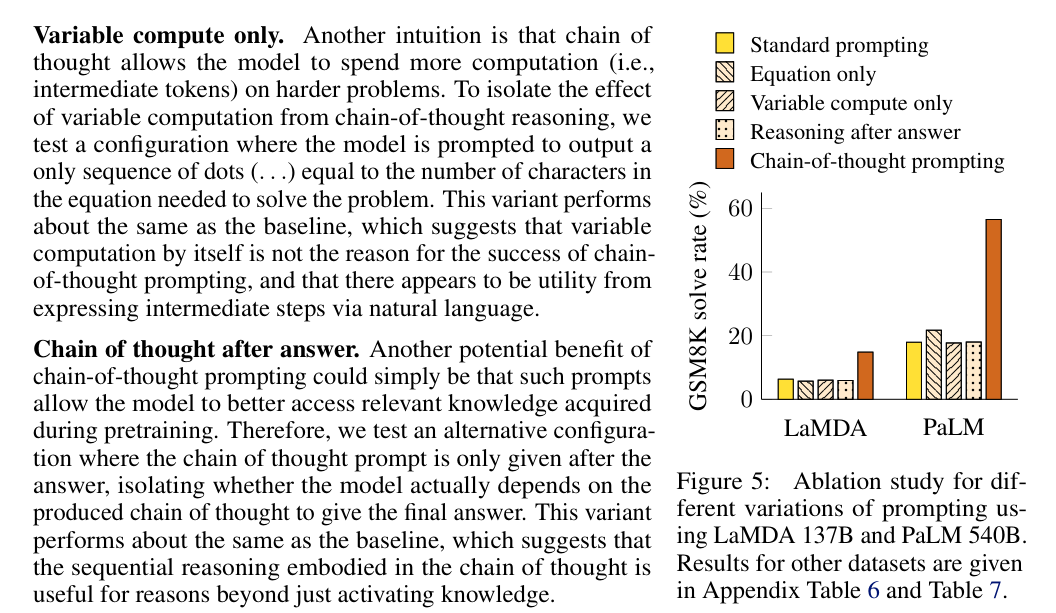 Variable compute only. Another intuition is that chain of
thought allows the model to spend more computation (i.e.,
intermediate tokens) on harder problems. To isolate the effect
of variable computation from chain-of-thought reasoning, we
test a configuration where the model is prompted to output a
only sequence of dots (. . .) equal to the number of characters in
the equation needed to solve the problem. This variant performs
about the same as the baseline, which suggests that variable
computation by itself is not the reason for the success of chain-
of-thought prompting, and that there appears to be utility from
expressing intermediate steps via natural language.
Chain of thought after answer. Another potential benefit of
chain-of-thought prompting could simply be that such prompts
allow the model to better access relevant knowledge acquired
during pretraining. Therefore, we test an alternative configura-
tion where the chain of thought prompt is only given after the
answer, isolating whether the model actually depends on the
produced chain of thought to give the final answer. This variant
performs about the same as the baseline, which suggests that
the sequential reasoning embodied in the chain of thought is
useful for reasons beyond just activating knowledge.
Standard prompting
Equation only
Variable compute only
Reasoning after answer
Chain-of-thought prompting
GSM8K solve rate (%)
60
40
20
0
LaMDA PaLM
Figure 5: Ablation study for dif-
ferent variations of prompting us-
ing LaMDA 137B and PaLM 540B.
Results for other datasets are given
in Appendix Table 6 and Table 7.